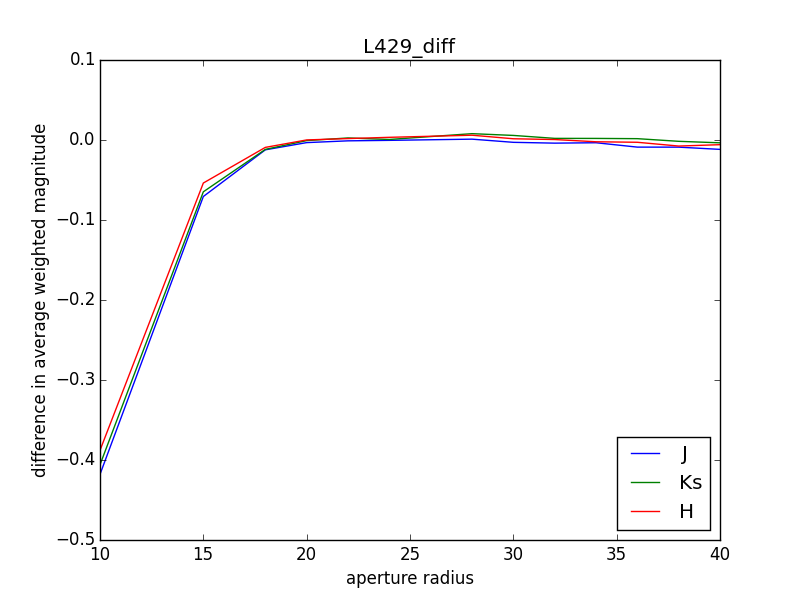 L429_diff
0.1
0.0
−0.1
−0.2
−0.3
−0.4
−0.5
difference in average weighted magnitude
10
15
20
25
30
35
40
aperture radius
J
Ks
H